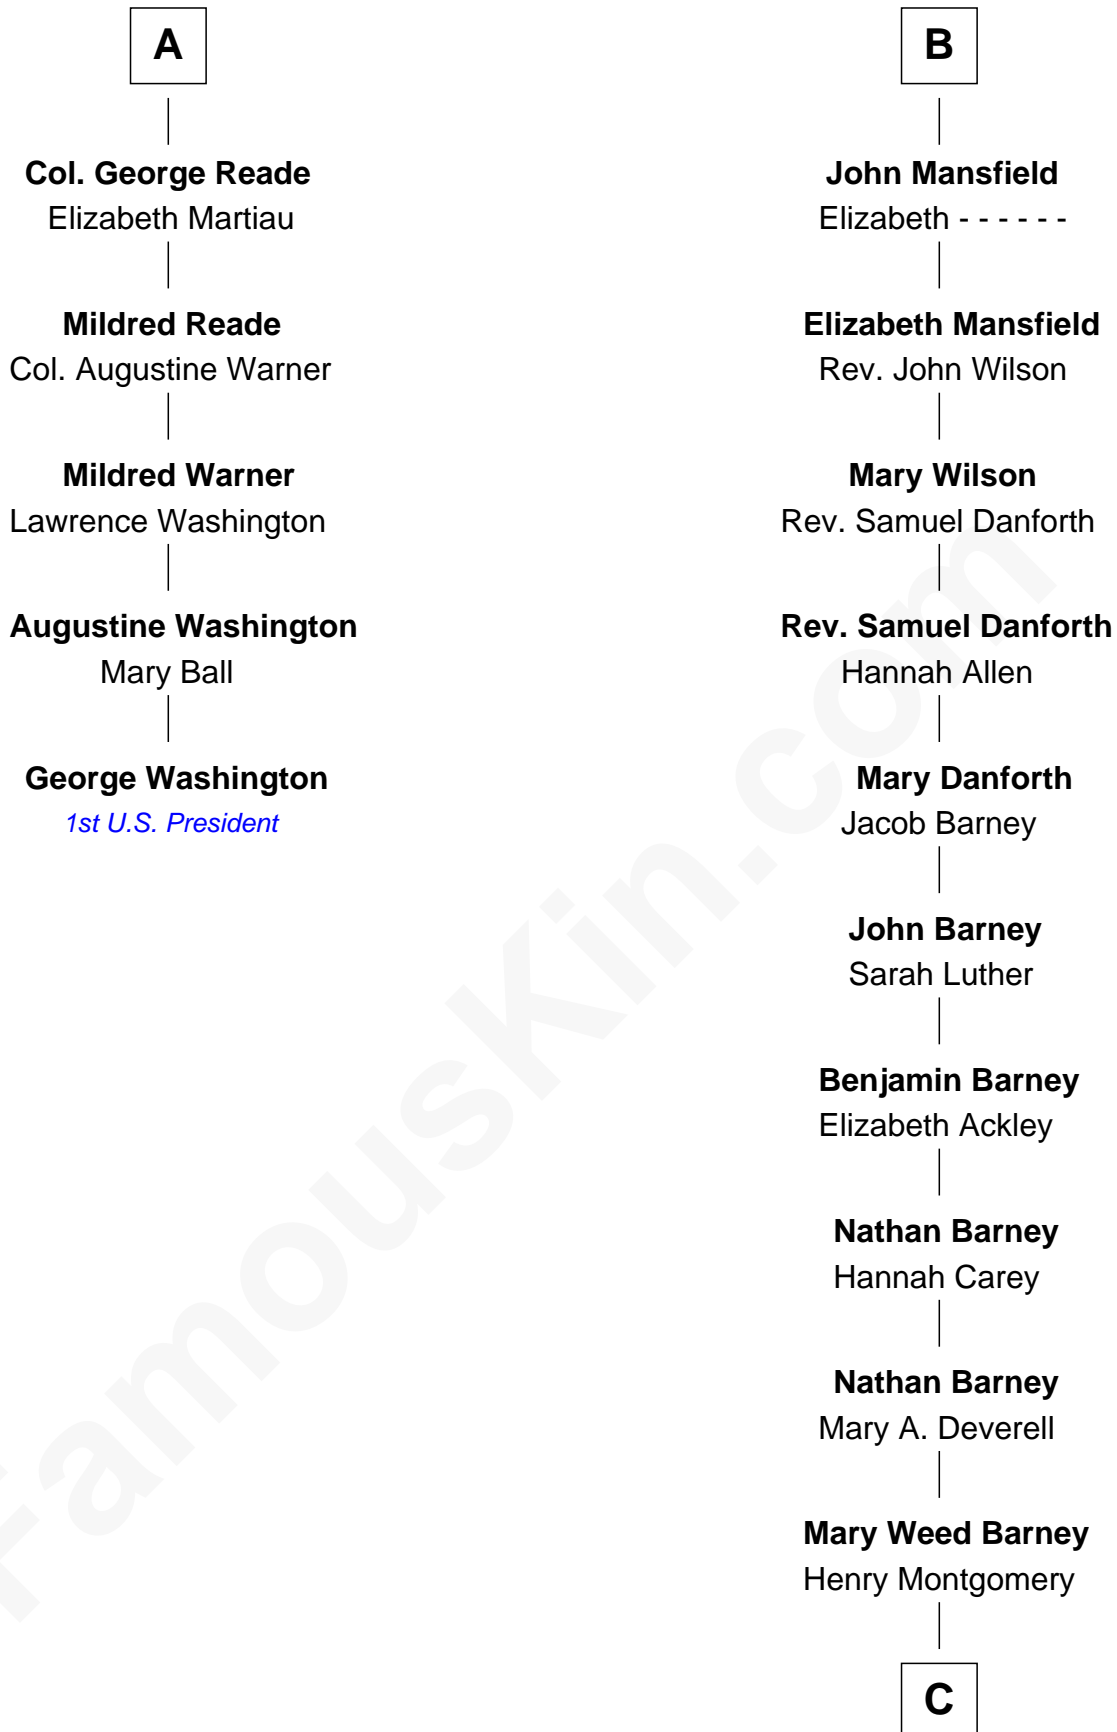 A
Col. George Reade
Elizabeth Martiau
Mildred Reade
Col. Augustine Warner
Mildred Warner
Lawrence Washington
Augustine Washington
Mary Ball
George Washington
1st U.S. President
B
John Mansfield
Elizabeth - - - - - -
Elizabeth Mansfield
Rev. John Wilson
Mary Wilson
Rev. Samuel Danforth
Rev. Samuel Danforth
Hannah Allen
Mary Danforth
Jacob Barney
John Barney
Sarah Luther
Benjamin Barney
Elizabeth Ackley
Nathan Barney
Hannah Carey
Nathan Barney
Mary A. Deverell
Mary Weed Barney
Henry Montgomery
C
FamousKin.com